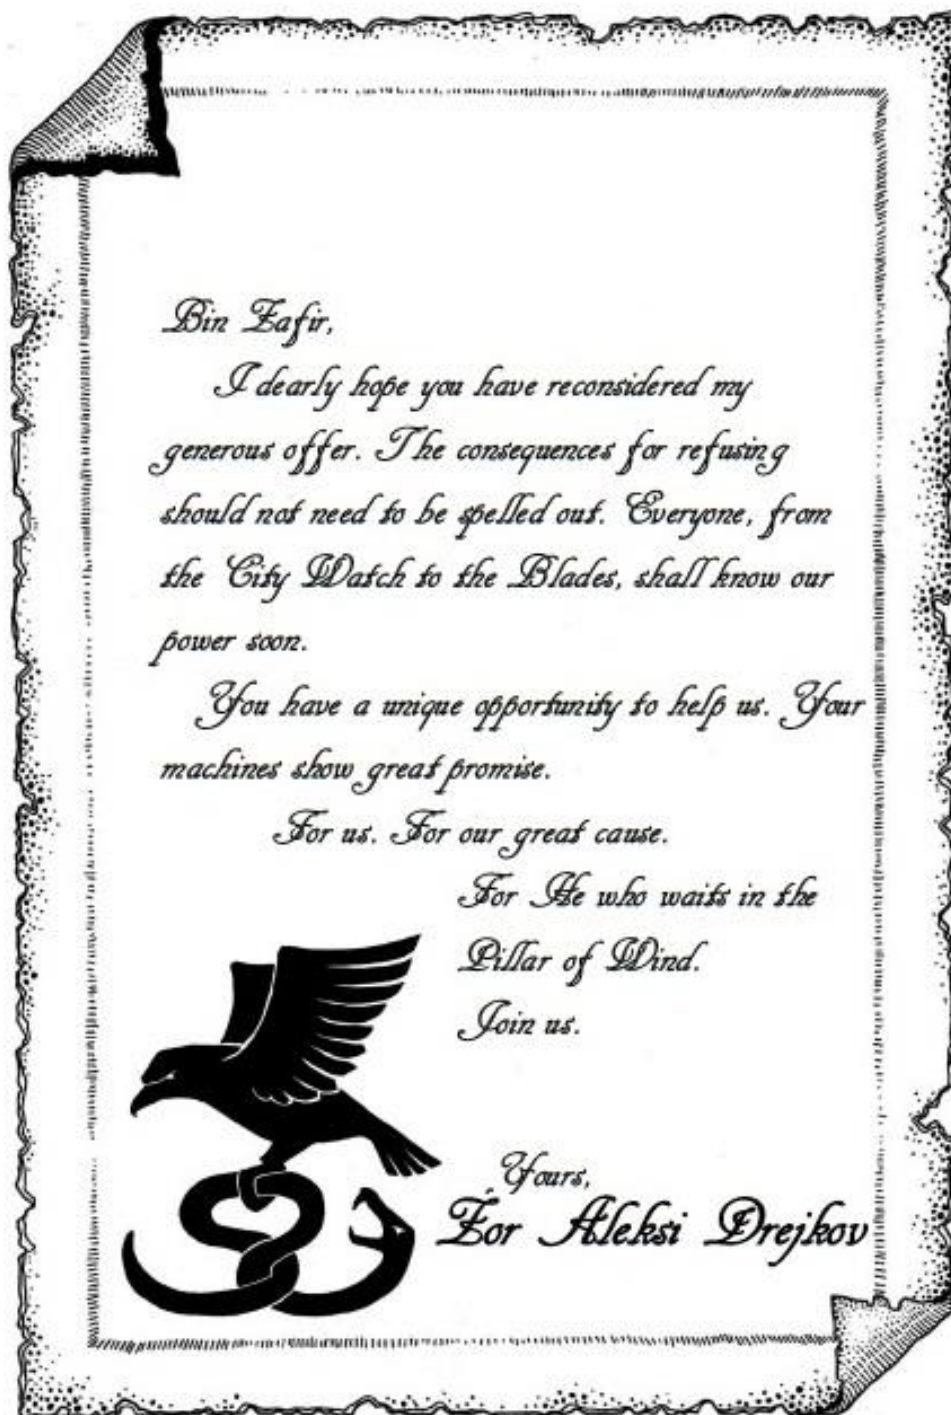 Bin Zafir,
I dearly hope you have reconsidered my
generous offer. The consequences for refusing
should not need to be spelled out. Everyone, from
the City Watch to the Blades, shall know our
power soon.
You have a unique opportunity to help us. Your
machines show great promise.
For us. For our great cause.
For He who waits in the
Pillar of Wind.
Join us.
Yours,
Aleksi Drejkov